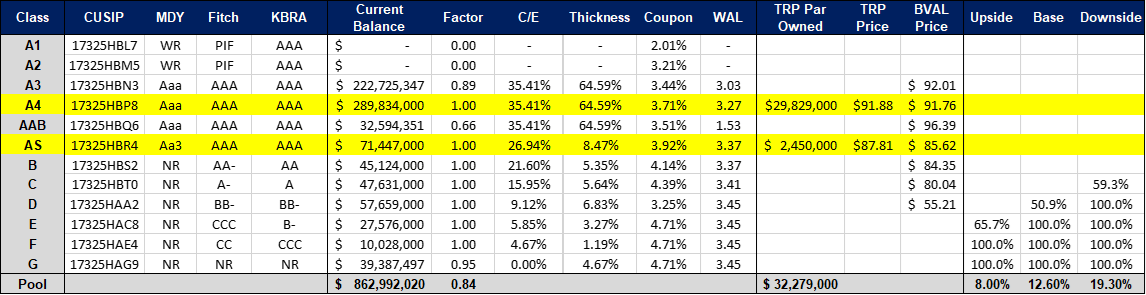 Class CUSIP MDY Fitch KBRA Current Balance Factor C/E Thickness Coupon WAL TRP Par Owned TRP Price BVAL Price Upside Base Downside
A1 17325HBL7 WR PIF AAA $ - 0.00 - - 2.01% -
A2 17325HBM5 WR PIF AAA $ - 0.00 - - 3.21% -
A3 17325HBN3 Aaa AAA AAA $ 222,725,347 0.89 35.41% 64.59% 3.44% 3.03 $ 92.01
A4 17325HBP8 Aaa AAA AAA $ 289,834,000 1.00 35.41% 64.59% 3.71% 3.27 $29,829,000 $91.88 $ 91.76
AAB 17325HBQ6 Aaa AAA AAA $ 32,594,351 0.66 35.41% 64.59% 3.51% 1.53 $ 96.39
AS 17325HBR4 Aa3 AAA AAA $ 71,447,000 1.00 26.94% 8.47% 3.92% 3.37 $ 2,450,000 $87.81 $ 85.62
B 17325HBS2 NR AA- AA $ 45,124,000 1.00 21.60% 5.35% 4.14% 3.37 $ 84.35
C 17325HBT0 NR A- A $ 47,631,000 1.00 15.95% 5.64% 4.39% 3.41 $ 80.04 59.3%
D 17325HAA2 NR BB- BB- $ 57,659,000 1.00 9.12% 6.83% 3.25% 3.45 $ 55.21 50.9% 100.0%
E 17325HAC8 NR CCC B- $ 27,576,000 1.00 5.85% 3.27% 4.71% 3.45 65.7% 100.0% 100.0%
F 17325HAE4 NR CC CCC $ 10,028,000 1.00 4.67% 1.19% 4.71% 3.45 100.0% 100.0% 100.0%
G 17325HAG9 NR NR NR $ 39,387,497 0.95 0.00% 4.67% 4.71% 3.45 100.0% 100.0% 100.0%
Pool $ 862,992,020 0.84 $ 32,279,000 8.00% 12.60% 19.30%